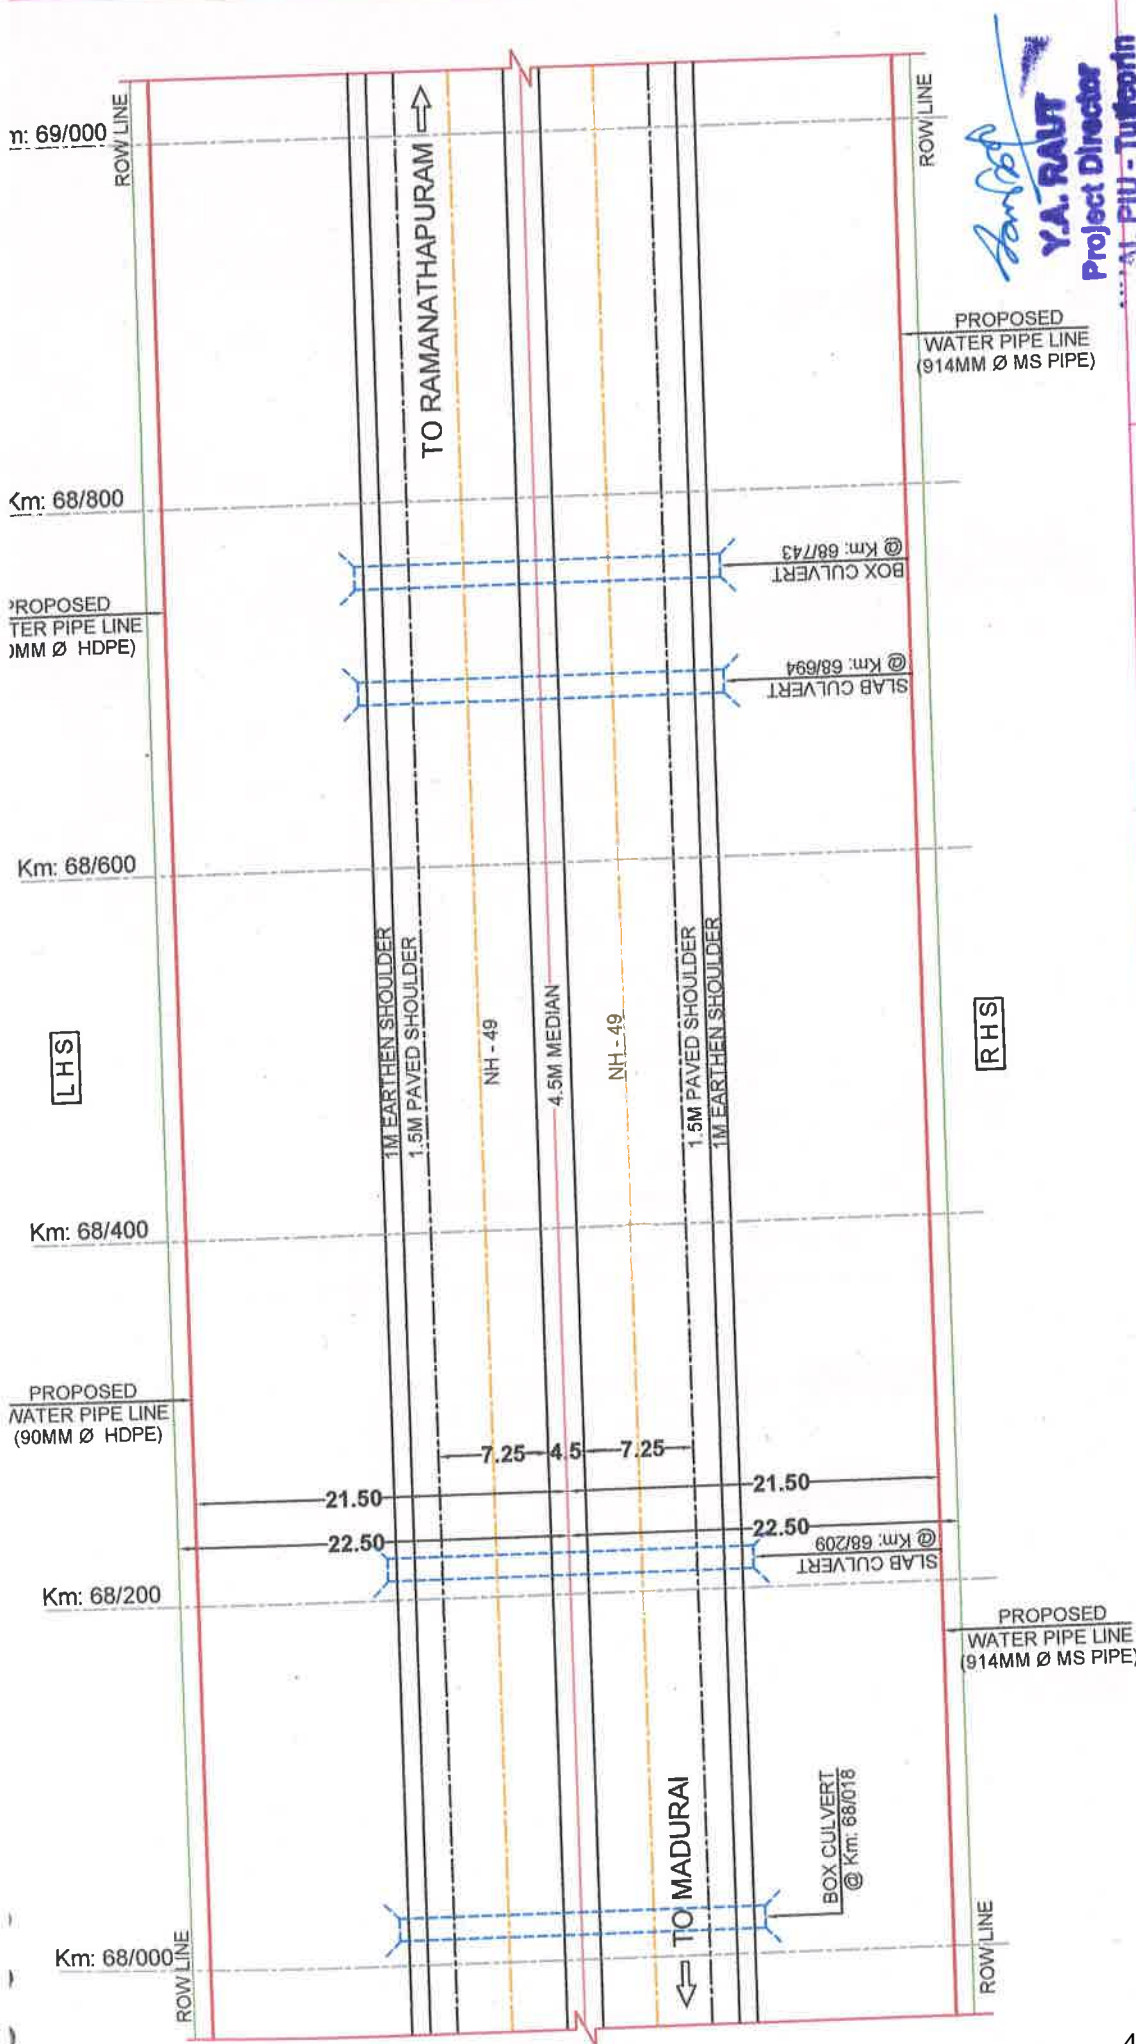 ROW LINE
ROW LINE
69/000
TO RAMANATHAPURAM
Y.A. RAUT
Project Director
PIU - Tuticorin
PROPOSED
WATER PIPE LINE
(914MM Ø MS PIPE)
Km: 68/800
BOX CULVERT
@ Km: 68/743
PROPOSED
PIPE LINE
Ø HDPE)
SLAB CULVERT
@ Km: 68/694
Km: 68/600
LHS
1M EARTHEN SHOULDER
1.5M PAVED SHOULDER
NH - 49
4.5M MEDIAN
NH - 49
1.5M PAVED SHOULDER
1M EARTHEN SHOULDER
RHS
Km: 68/400
PROPOSED
WATER PIPE LINE
(90MM Ø HDPE)
7.25 4.5 7.25
21.50 21.50
22.50 22.50
SLAB CULVERT
@ Km: 68/209
Km: 68/200
PROPOSED
WATER PIPE LINE
(914MM Ø MS PIPE)
TO MADURAI
BOX CULVERT
@ Km: 68/018
Km: 68/000
ROW LINE
ROW LINE
4